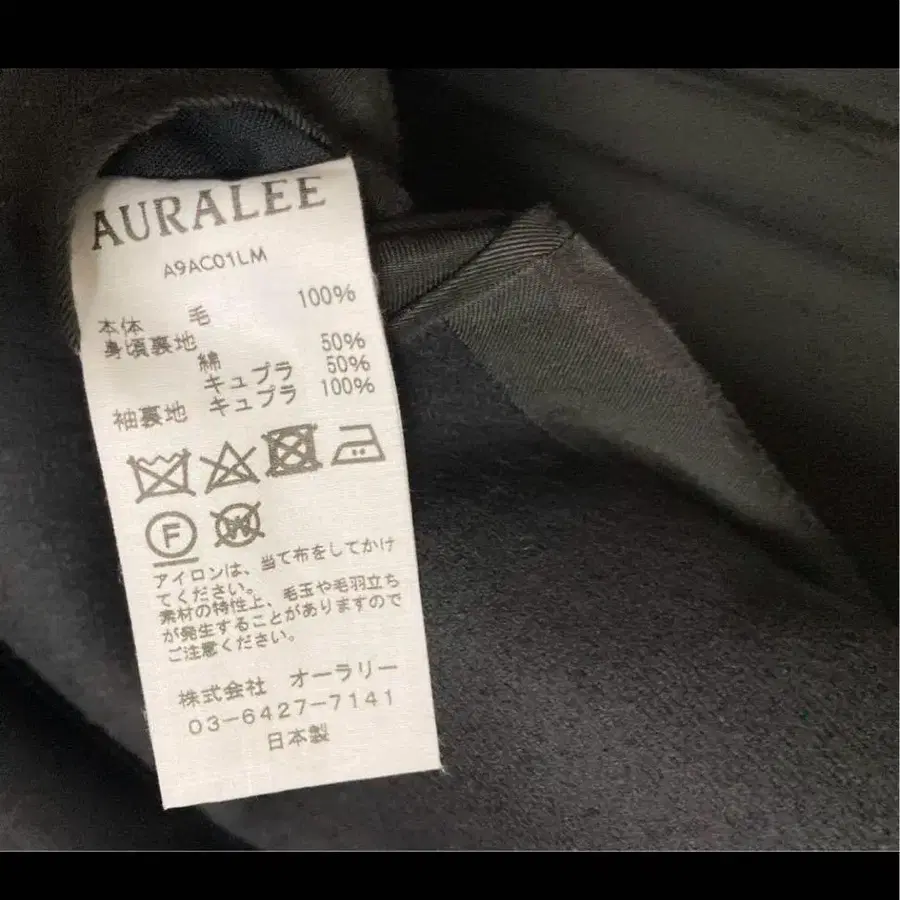 AURALEE
A9AC01LM
本体 毛 100%
身頃裏地
綿 50%
キュプラ 50%
袖裏地 キュプラ 100%
F
W
アイロンは、当て布をしてかけ
てください。
素材の特性上、毛玉や毛羽立ち
が発生することがありますので
ご注意ください。
株式会社 オーラリー
03-6427-7141
日本製